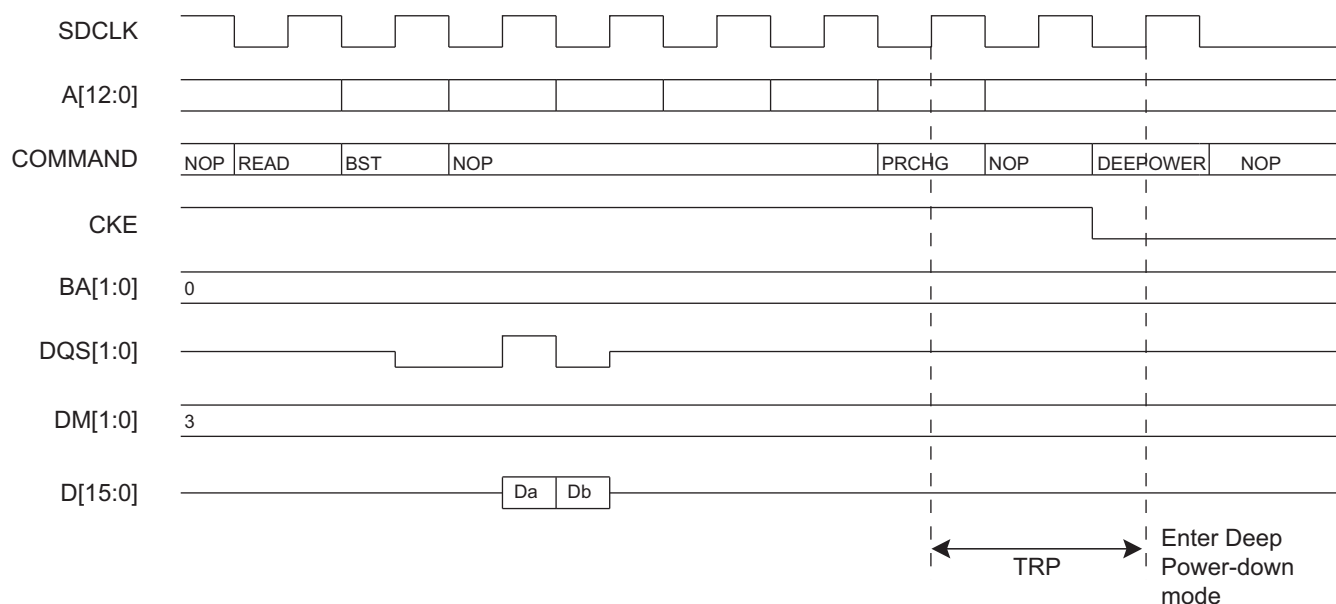 SDCLK
A[12:0]
COMMAND NOP READ BST NOP PRCHG NOP DEEPOWER NOP
CKE
BA[1:0] 0
DQS[1:0]
DM[1:0] 3
D[15:0] Da Db
TRP
Enter Deep
Power-down
mode